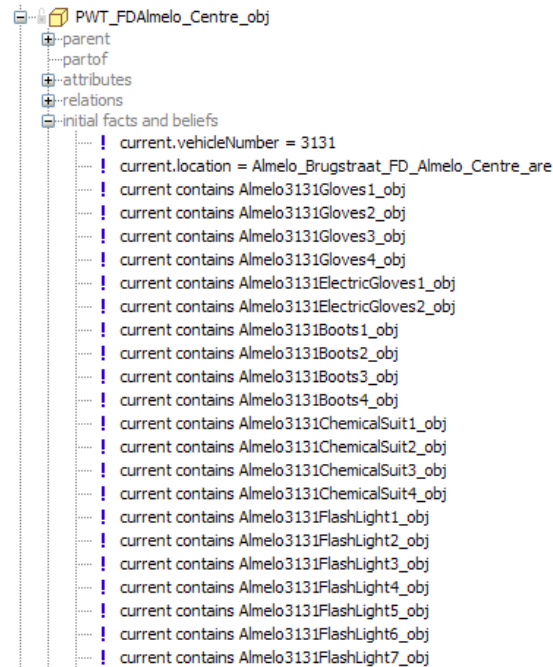 PWT_FDAlmelo_Centre_obj
parent
partof
attributes
relations
initial facts and beliefs
! current.vehicleNumber = 3131
! current.location = Almelo_Brugstraat_FD_Almelo_Centre_are
! current contains Almelo3131Gloves1_obj
! current contains Almelo3131Gloves2_obj
! current contains Almelo3131Gloves3_obj
! current contains Almelo3131Gloves4_obj
! current contains Almelo3131ElectricGloves1_obj
! current contains Almelo3131ElectricGloves2_obj
! current contains Almelo3131Boots1_obj
! current contains Almelo3131Boots2_obj
! current contains Almelo3131Boots3_obj
! current contains Almelo3131Boots4_obj
! current contains Almelo3131ChemicalSuit1_obj
! current contains Almelo3131ChemicalSuit2_obj
! current contains Almelo3131ChemicalSuit3_obj
! current contains Almelo3131ChemicalSuit4_obj
! current contains Almelo3131FlashLight1_obj
! current contains Almelo3131FlashLight2_obj
! current contains Almelo3131FlashLight3_obj
! current contains Almelo3131FlashLight4_obj
! current contains Almelo3131FlashLight5_obj
! current contains Almelo3131FlashLight6_obj
! current contains Almelo3131FlashLight7_obj